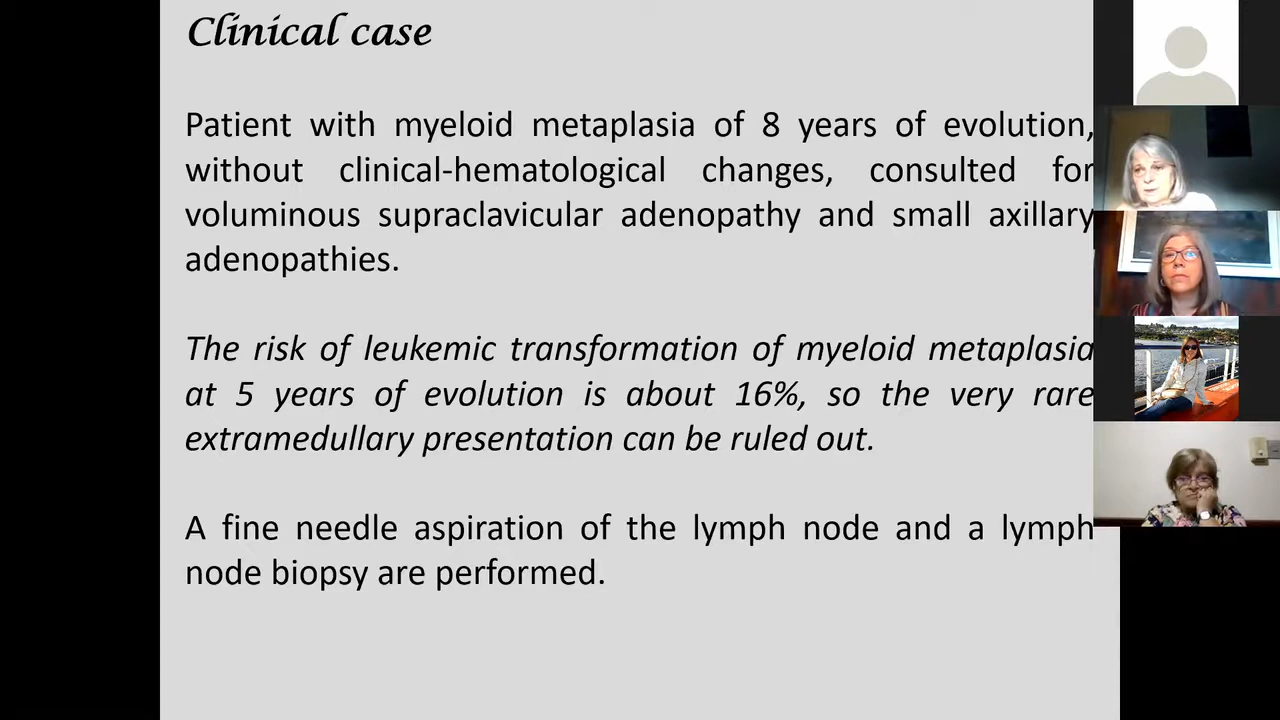 Clinical case
Patient with myeloid metaplasia of 8 years of evolution,
without clinical-hematological changes, consulted for
voluminous supraclavicular adenopathy and small axillary
adenopathies.
The risk of leukemic transformation of myeloid metaplasia
at 5 years of evolution is about 16%, so the very rare
extramedullary presentation can be ruled out.
A fine needle aspiration of the lymph node and a lymph
node biopsy are performed.